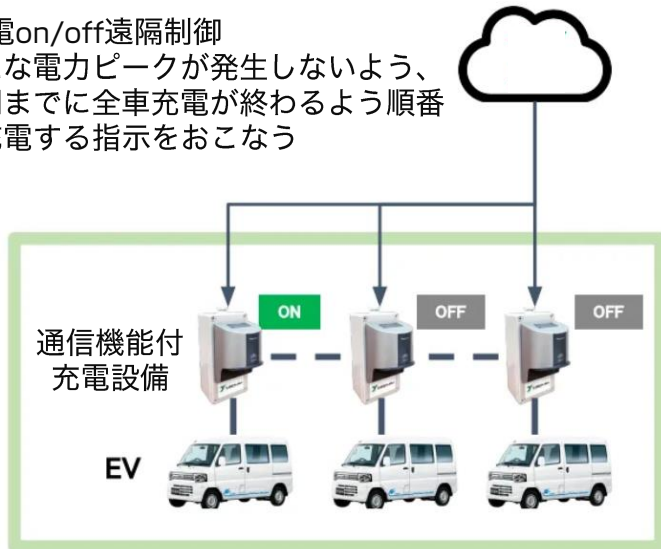 電on/off遠隔制御
な電力ピークが発生しないよう、
までに全車充電が終わるよう順番
充電する指示をおこなう
ON
OFF
OFF
通信機能付
充電設備
EV